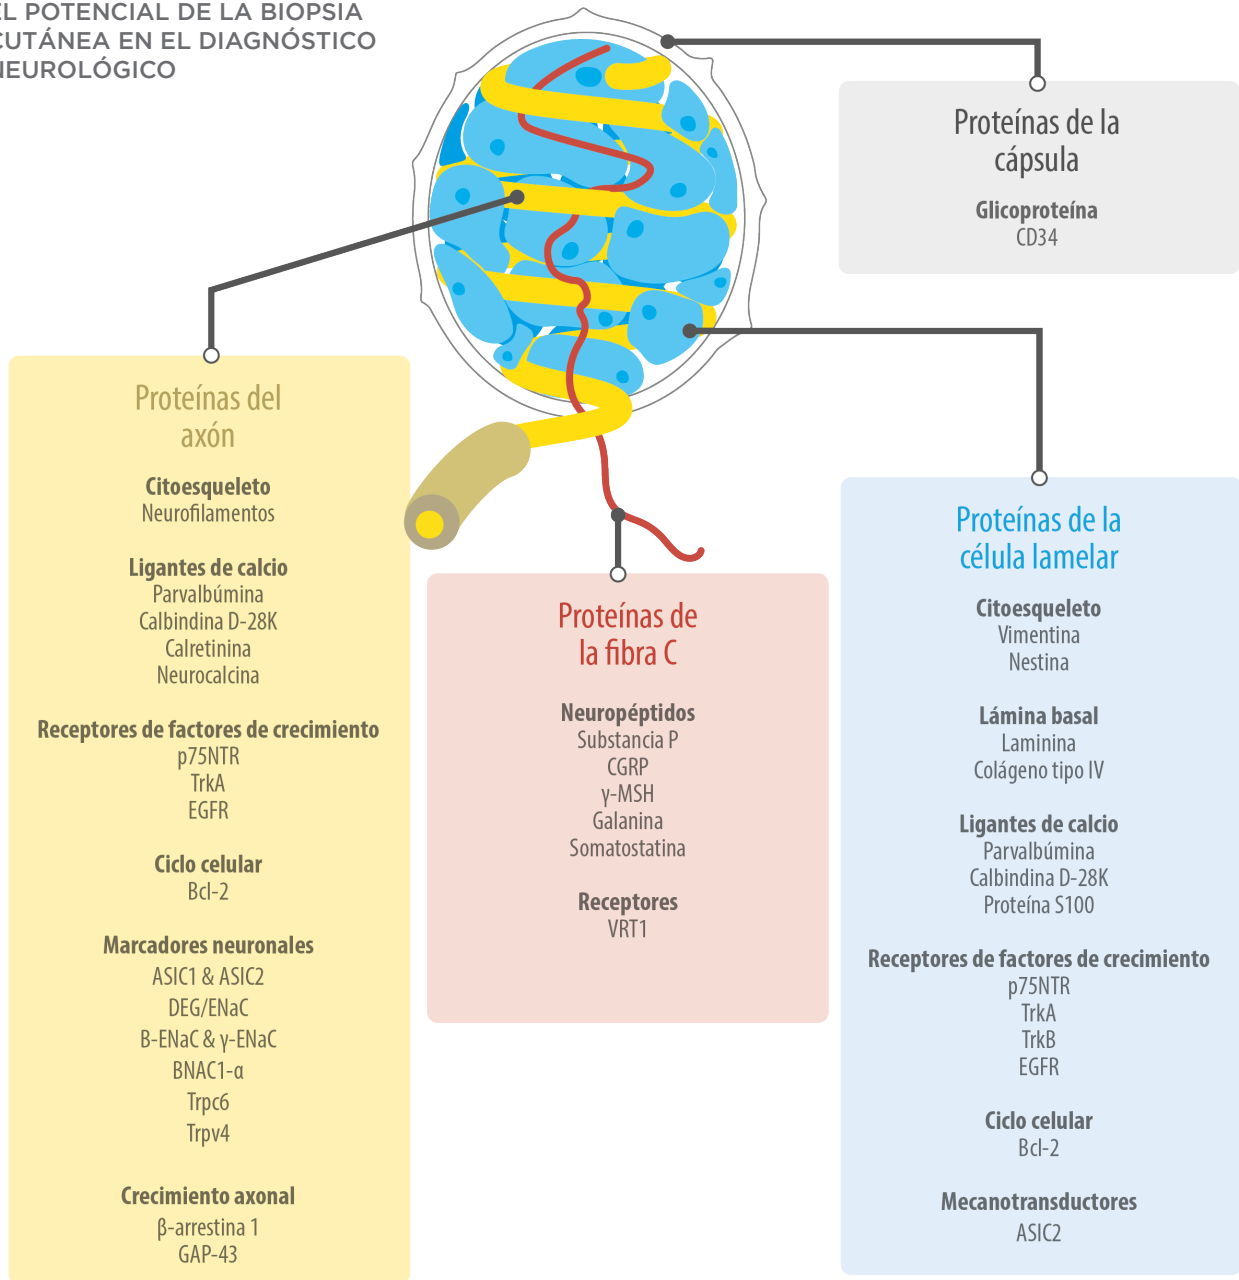 EL POTENCIAL DE LA BIOPSIA
CUTÁNEA EN EL DIAGNÓSTICO
NEUROLÓGICO
Proteínas de la
cápsula
Glicoproteína
CD34
Proteínas del
axón
Citoesqueleto
Neurofilamentos
Ligantes de calcio
Parvalbúmina
Calbindina D-28K
Calretinina
Neurocalcina
Receptores de factores de crecimiento
p75NTR
TrkA
EGFR
Ciclo celular
Bcl-2
Marcadores neuronales
ASIC1 & ASIC2
DEG/ENaC
B-ENaC & γ-ENaC
BNAC1-α
Trpc6
Trpv4
Crecimiento axonal
β-arrestina 1
GAP-43
Proteínas de
la fibra C
Neuropéptidos
Substancia P
CGRP
γ-MSH
Galanina
Somatostatina
Receptores
VRT1
Proteínas de la
célula lamelar
Citoesqueleto
Vimentina
Nestina
Lámina basal
Laminina
Colágeno tipo IV
Ligantes de calcio
Parvalbúmina
Calbindina D-28K
Proteína S100
Receptores de factores de crecimiento
p75NTR
TrkA
TrkB
EGFR
Ciclo celular
Bcl-2
Mecanotransductores
ASIC2